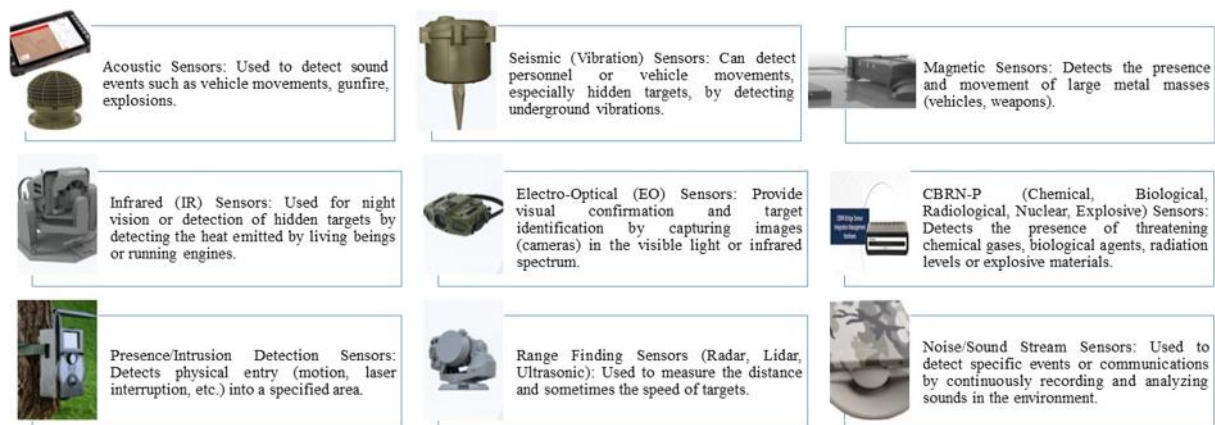 Acoustic Sensors: Used to detect sound
events such as vehicle movements, gunfire,
explosions.
Seismic (Vibration) Sensors: Can detect
personnel or vehicle movements,
especially hidden targets, by detecting
underground vibrations.
Magnetic Sensors: Detects the presence
and movement of large metal masses
(vehicles, weapons).
Infrared (IR) Sensors: Used for night
vision or detection of hidden targets by
detecting the heat emitted by living beings
or running engines.
Electro-Optical (EO) Sensors: Provide
visual confirmation and target
identification by capturing images
(cameras) in the visible light or infrared
spectrum.
CBRN Bridge Sensor
Integration Management
Hardware
CBRN-P (Chemical, Biological,
Radiological, Nuclear, Explosive) Sensors:
Detects the presence of threatening
chemical gases, biological agents, radiation
levels or explosive materials.
Presence/Intrusion Detection Sensors:
Detects physical entry (motion, laser
interruption, etc.) into a specified area.
Range Finding Sensors (Radar, Lidar,
Ultrasonic): Used to measure the distance
and sometimes the speed of targets.
Noise/Sound Stream Sensors: Used to
detect specific events or communications
by continuously recording and analyzing
sounds in the environment.